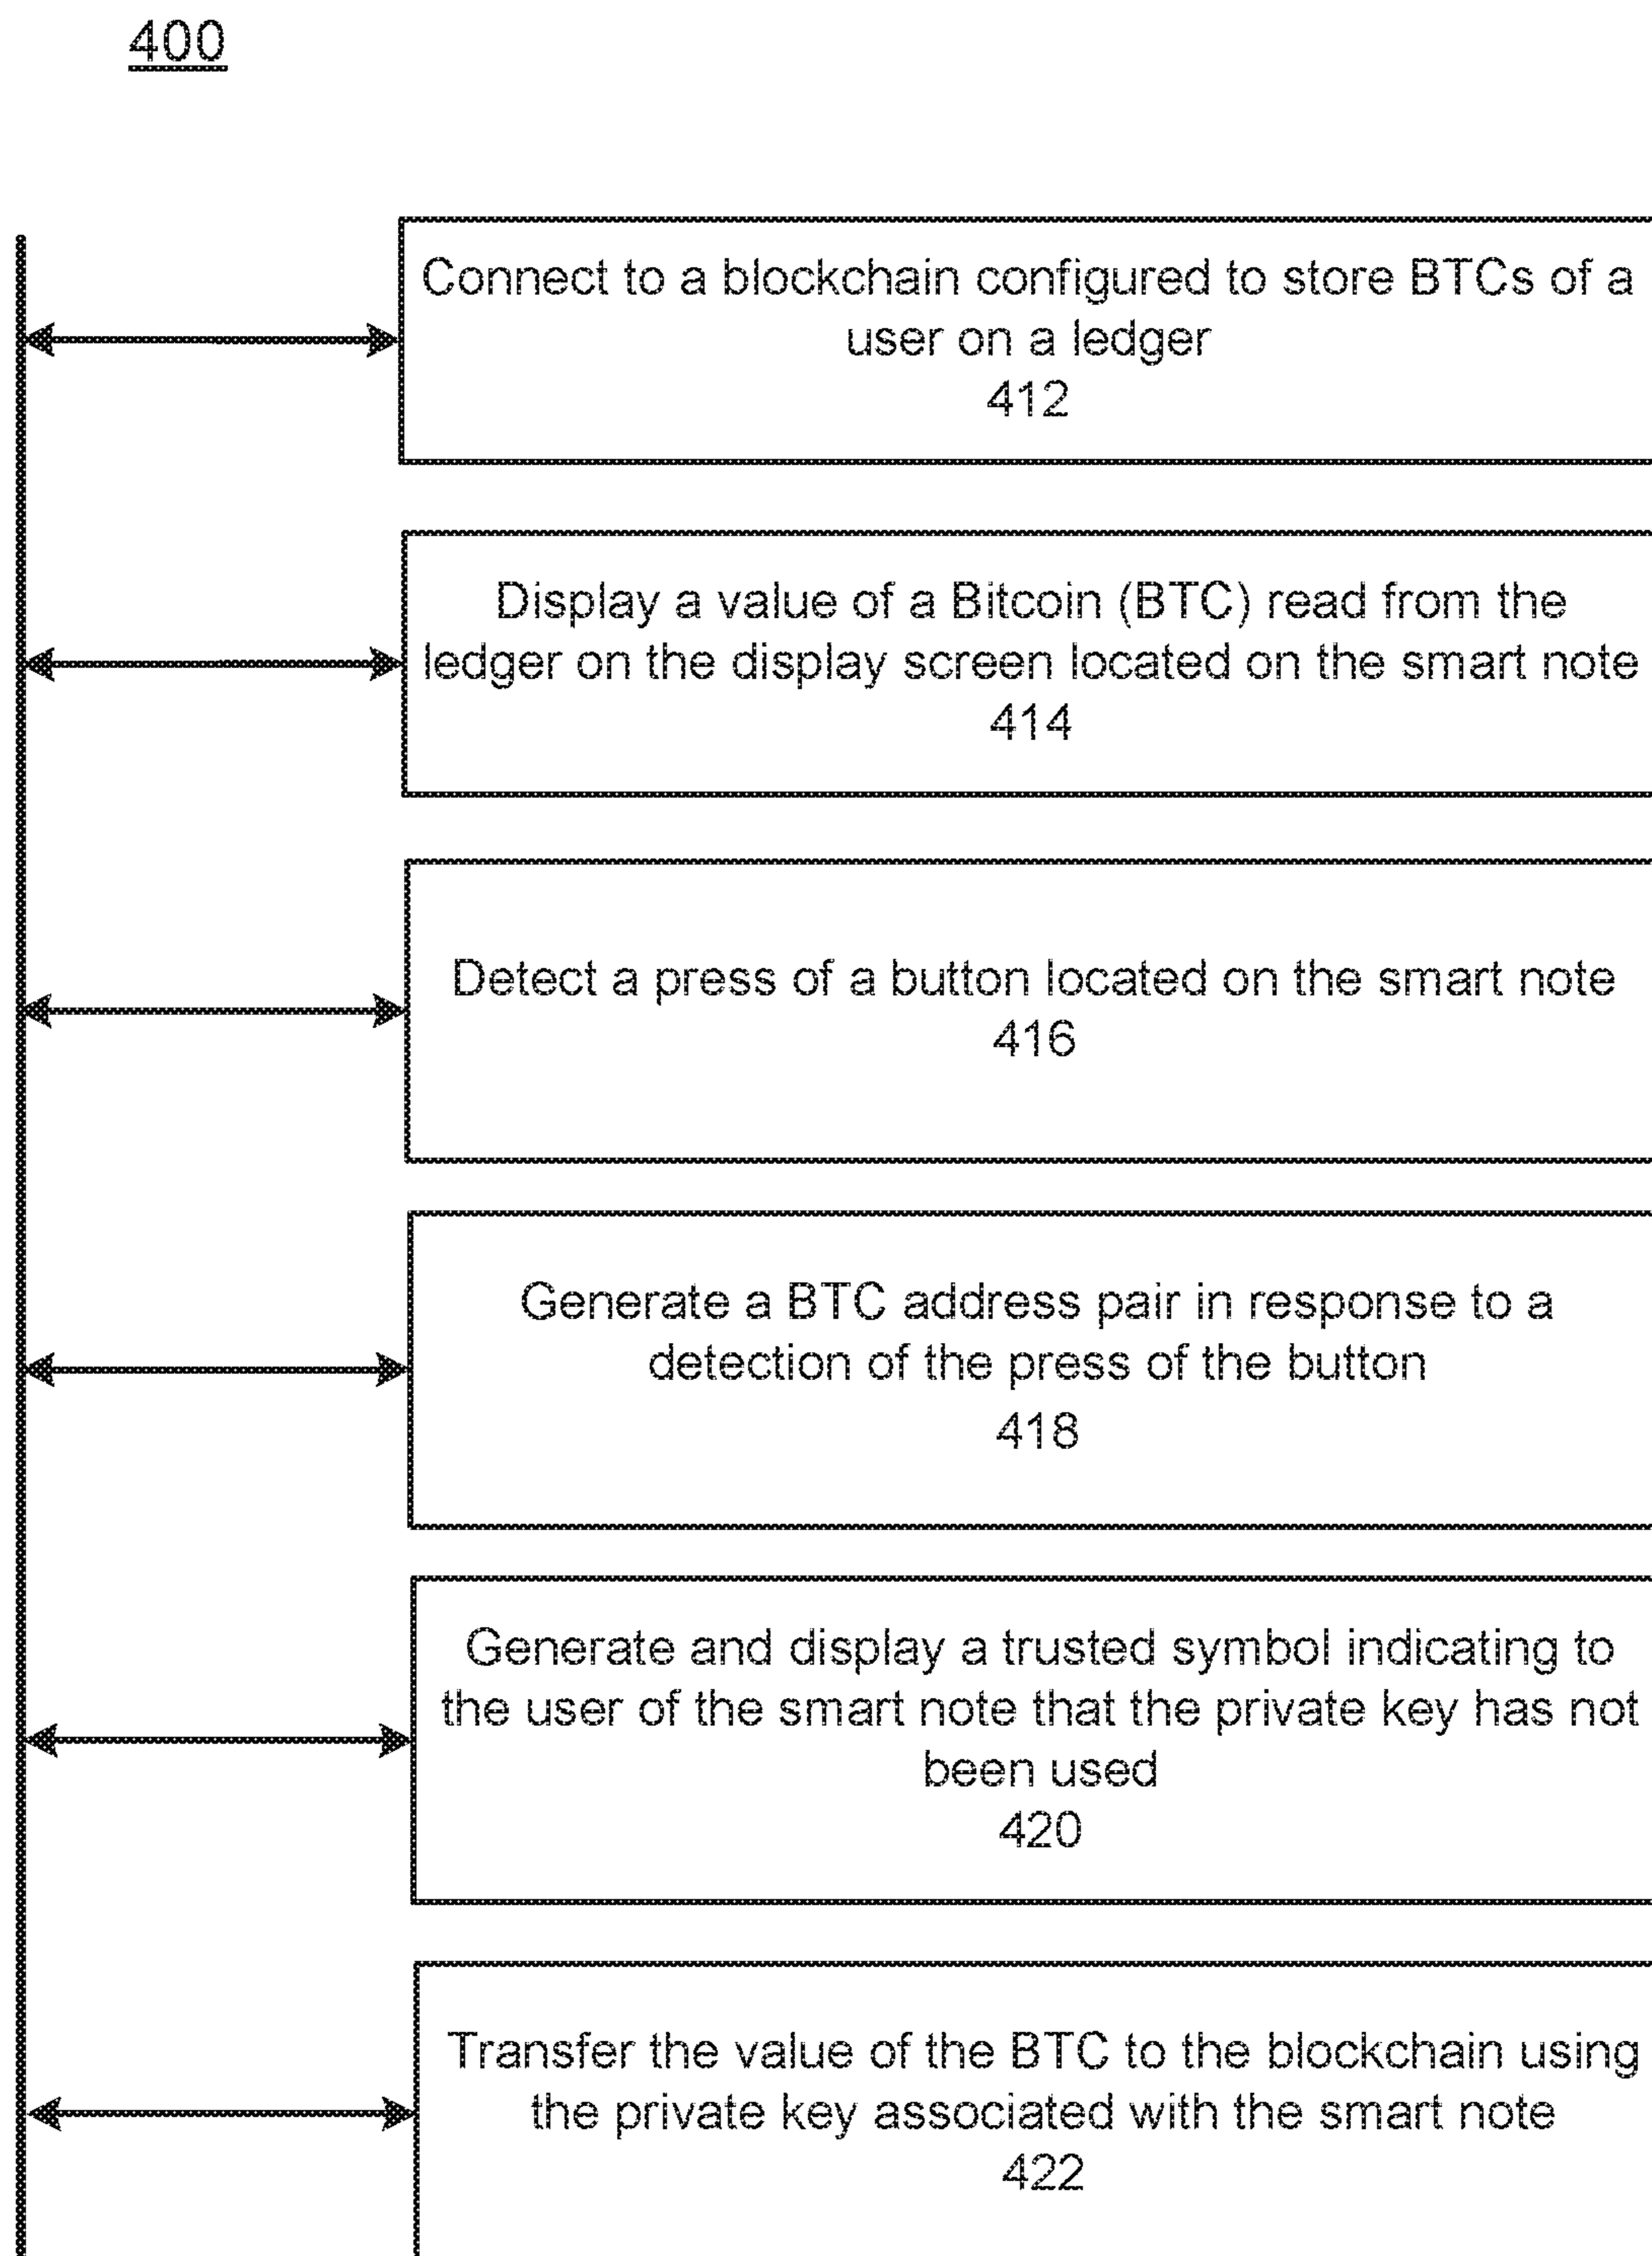 400
Connect to a blockchain configured to store BTCs of a
user on a ledger
412
Display a value of a Bitcoin (BTC) read from the
ledger on the display screen located on the smart note
414
Detect a press of a button located on the smart note
416
Generate a BTC address pair in response to a
detection of the press of the button
418
Generate and display a trusted symbol indicating to
the user of the smart note that the private key has not
been used
420
Transfer the value of the BTC to the blockchain using
the private key associated with the smart note
422